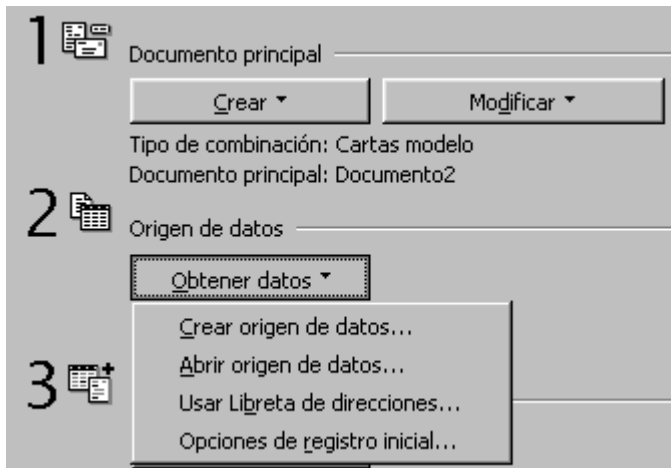 1
Documento principal
Crear Modificar
Tipo de combinación: Cartas modelo
Documento principal: Documento2
2
Origen de datos
Obtener datos
Crear origen de datos...
Abrir origen de datos...
3
Usar Libreta de direcciones...
Opciones de registro inicial...